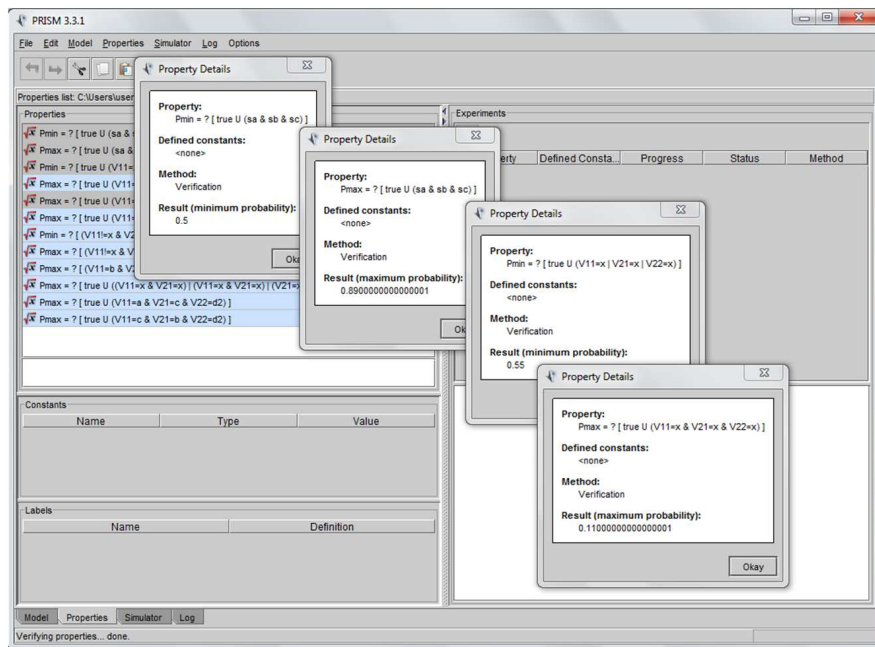 PRISM 3.3.1
File Edit Model Properties Simulator Log Options
Properties list: C:\Users\user
Properties
Pmin = ? [ true U (sa &
Pmax = ? [ true U (sa &
Pmin = ? [ true U (V11=
Pmax = ? [ true U (V11=
Pmax = ? [ true U (V11=
Pmax = ? [ true U (V11=
Pmin = ? [ (V11!=x & V2
Pmax = ? [ (V11!=x & V
Pmax = ? [ (V11=b & V2
Pmax = ? [ true U ((V11=x & V21=x) | (V11=x & V21=x) | (V21=x
Pmax = ? [ true U (V11=a & V21=c & V22=d2) ]
Pmax = ? [ true U (V11=c & V21=b & V22=d2) ]
Property Details
Property:
Pmin = ? [ true U (sa & sb & sc) ]
Defined constants:
<none>
Method:
Verification
Result (minimum probability):
0.5
Property Details
Property:
Pmax = ? [ true U (sa & sb & sc) ]
Defined constants:
<none>
Method:
Verification
Result (maximum probability):
0.8900000000000001
Experiments
erty Defined Consta... Progress Status Method
Property Details
Property:
Pmin = ? [ true U (V11=x | V21=x | V22=x) ]
Defined constants:
<none>
Method:
Verification
Result (minimum probability):
0.55
Property Details
Property:
Pmax = ? [ true U (V11=x & V21=x & V22=x) ]
Defined constants:
<none>
Method:
Verification
Result (maximum probability):
0.11000000000000001
Okay
Constants
Name Type Value
Labels
Name Definition
Model Properties Simulator Log
Verifying properties... done.